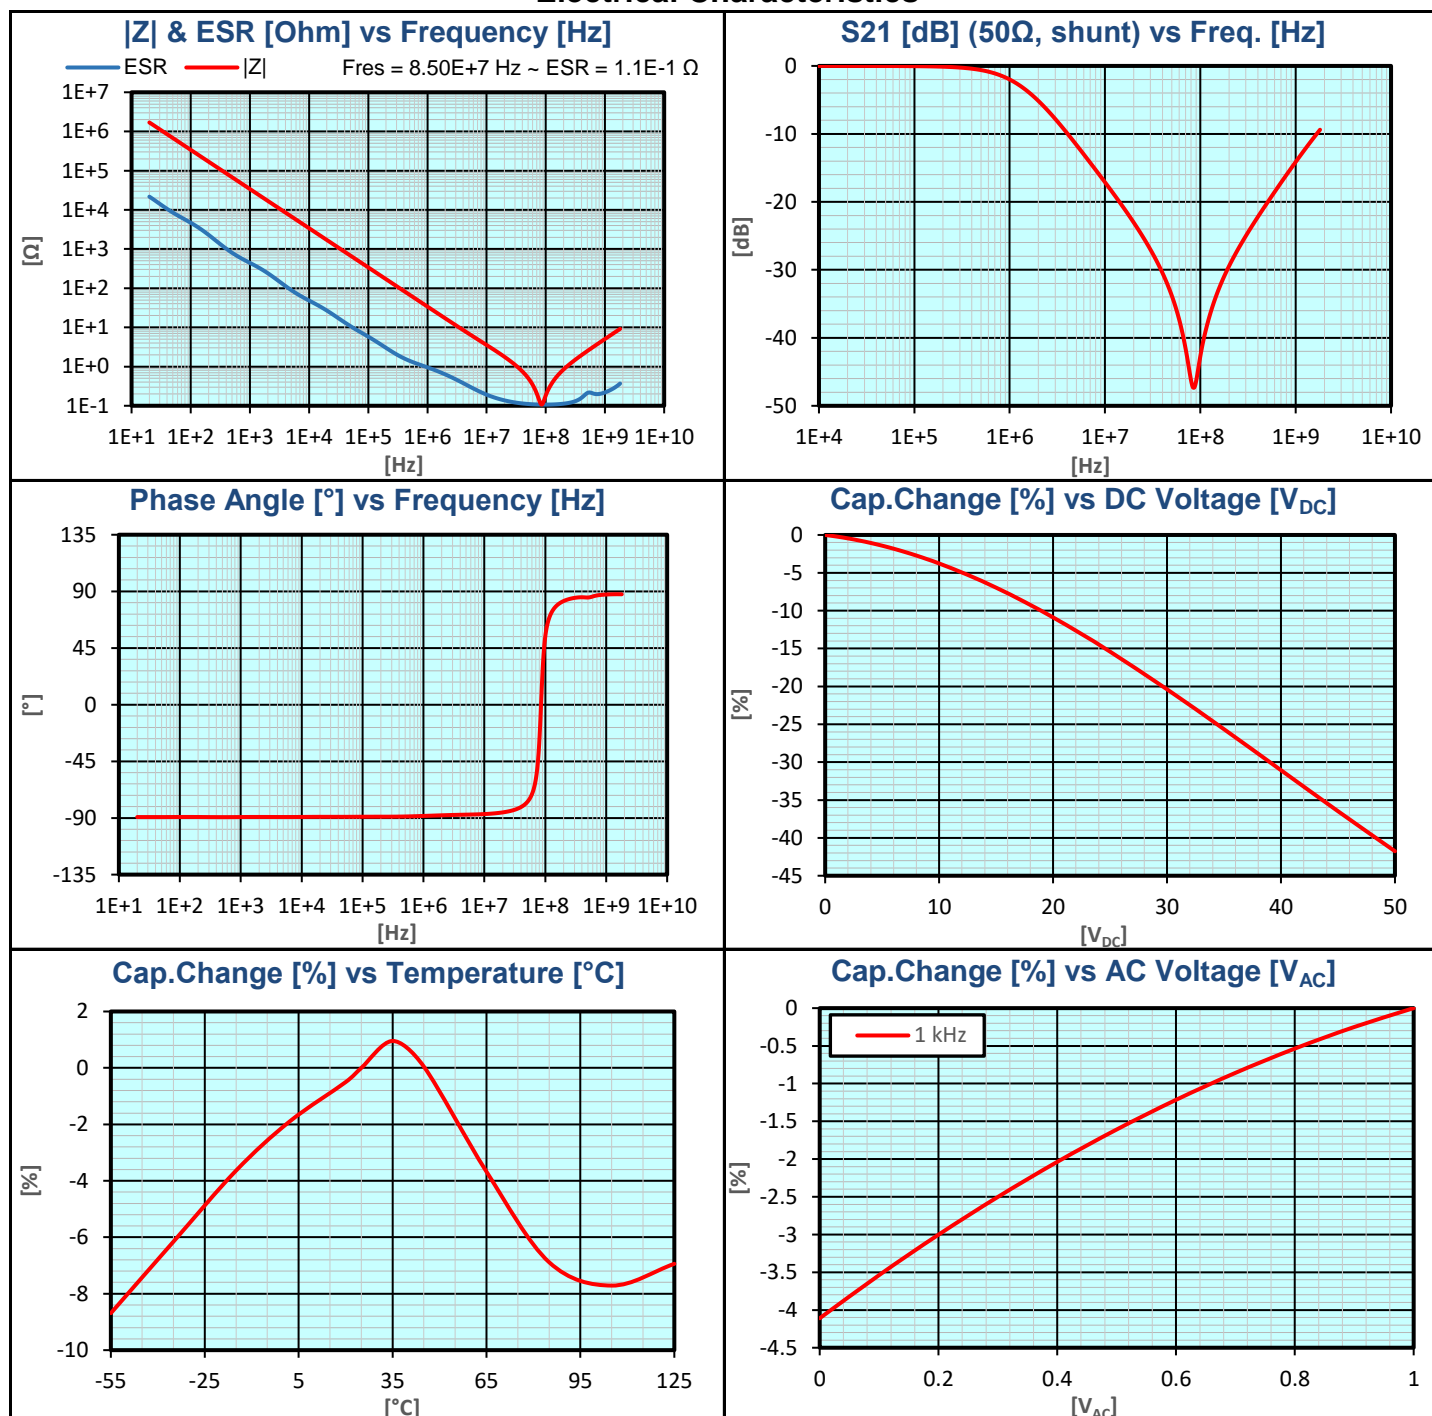 Electrical Characteristics
|Z| & ESR [Ohm] vs Frequency [Hz]
ESR |Z| Fres = 8.50E+7 Hz ~ ESR = 1.1E-1 Ω
1E+7
1E+6
1E+5
1E+4
1E+3
1E+2
1E+1
1E+0
1E-1
[Ω]
1E+1 1E+2 1E+3 1E+4 1E+5 1E+6 1E+7 1E+8 1E+9 1E+10
[Hz]
S21 [dB] (50Ω, shunt) vs Freq. [Hz]
0
-10
-20
-30
-40
-50
[dB]
1E+4 1E+5 1E+6 1E+7 1E+8 1E+9 1E+10
[Hz]
Phase Angle [°] vs Frequency [Hz]
135
90
45
0
-45
-90
-135
[°]
1E+1 1E+2 1E+3 1E+4 1E+5 1E+6 1E+7 1E+8 1E+9 1E+10
[Hz]
Cap.Change [%] vs DC Voltage [VDC]
0
-5
-10
-15
-20
-25
-30
-35
-40
-45
[%]
0 10 20 30 40 50
[VDC]
Cap.Change [%] vs Temperature [°C]
2
0
-2
-4
-6
-8
-10
[%]
-55 -25 5 35 65 95 125
[°C]
Cap.Change [%] vs AC Voltage [VAC]
1 kHz
0
-0.5
-1
-1.5
-2
-2.5
-3
-3.5
-4
-4.5
[%]
0 0.2 0.4 0.6 0.8 1
[VAC]